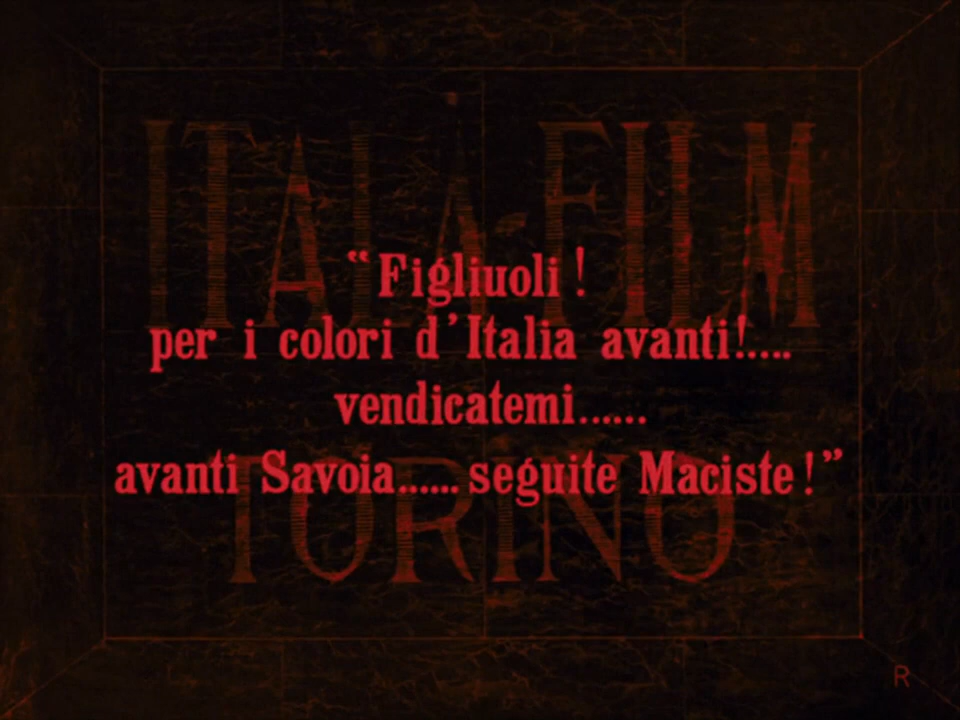 ITALA-FILM
TORINO
“Figliuoli !
per i colori d'Italia avanti!....
vendicatemi......
avanti Savoia...... seguite Maciste !”
R